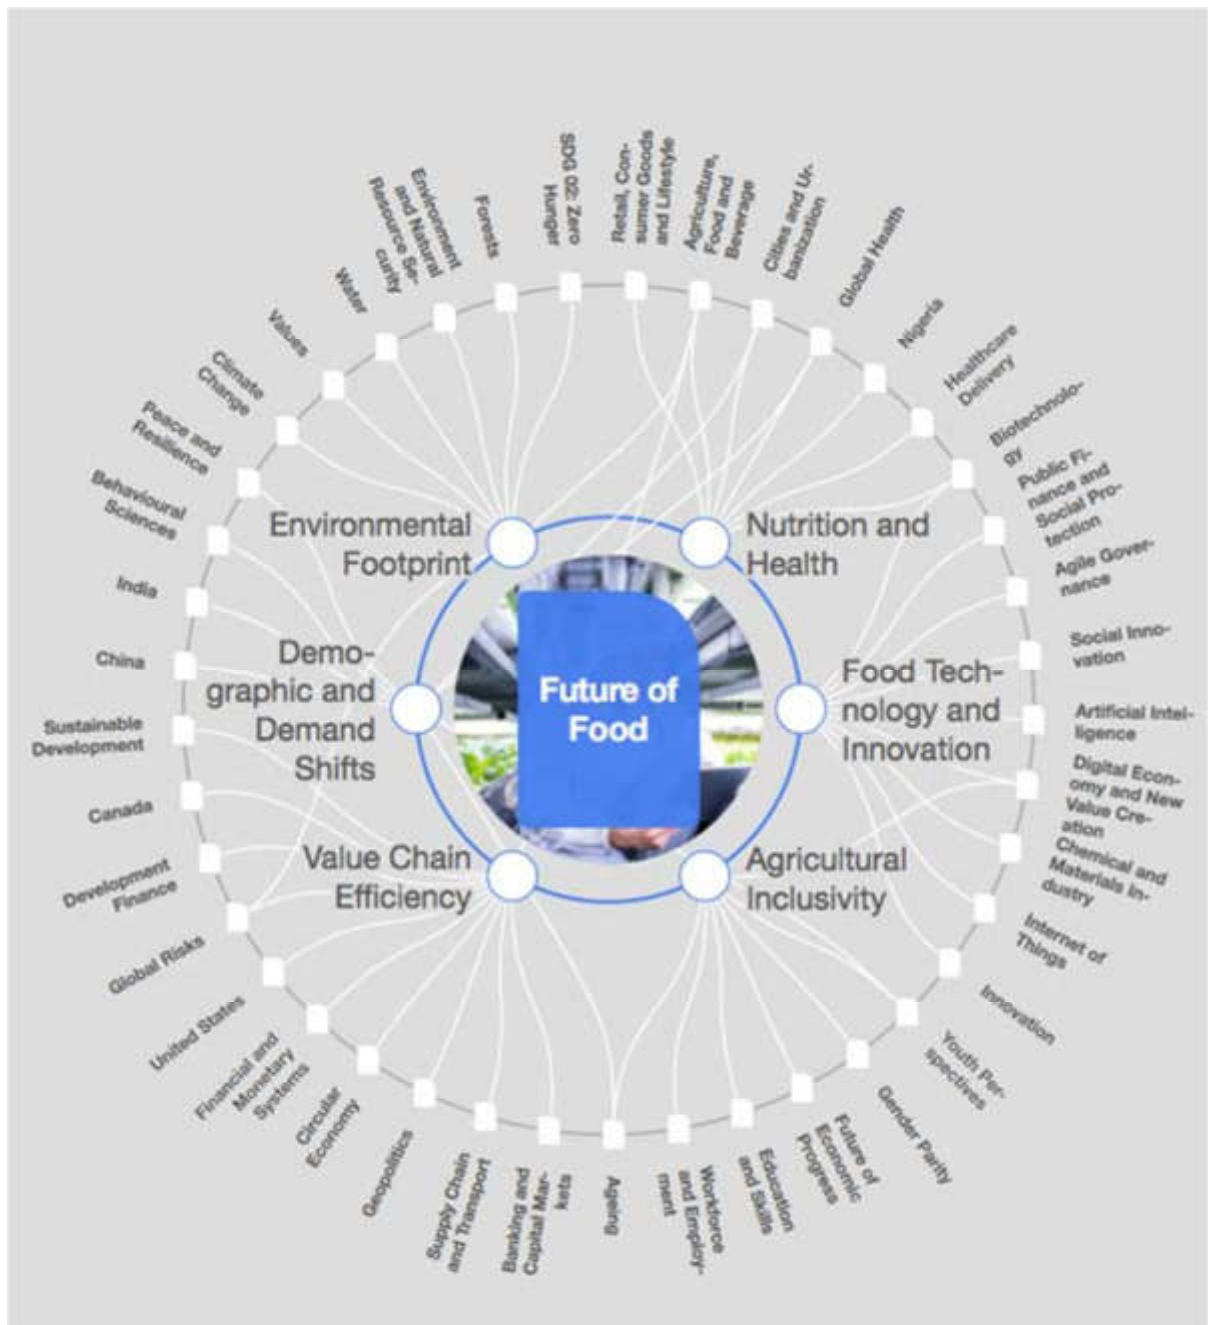 Future of
Food
Nutrition and
Health
Food Tech-
nology and
Innovation
Agricultural
Inclusivity
Value Chain
Efficiency
Demo-
graphic and
Demand
Shifts
Environmental
Footprint
SDG 02: Zero
Hunger
Retail, Con-
sumer Goods
and Lifestyle
Agriculture,
Food and
Beverage
Cities and Ur-
banization
Global Health
Nigeria
Healthcare
Delivery
Biotechnolo-
gy
Public Fi-
nance and
Social Pro-
tection
Agile Gover-
nance
Social Inno-
vation
Artificial Intel-
ligence
Digital Econ-
omy and New
Value Cre-
ation
Chemical and
Materials In-
dustry
Internet of
Things
Innovation
Youth Per-
spectives
Gender Parity
Future of
Economic
Progress
Education
and Skills
Workforce
and Employ-
ment
Ageing
Banking and
Capital Mar-
kets
Supply Chain
and Transport
Geopolitics
Circular
Economy
Financial and
Monetary
Systems
United States
Global Risks
Development
Finance
Canada
Sustainable
Development
China
India
Behavioural
Sciences
Peace and
Resilience
Climate
Change
Values
Water
Environment
and Natural
Resource Se-
curity
Forests